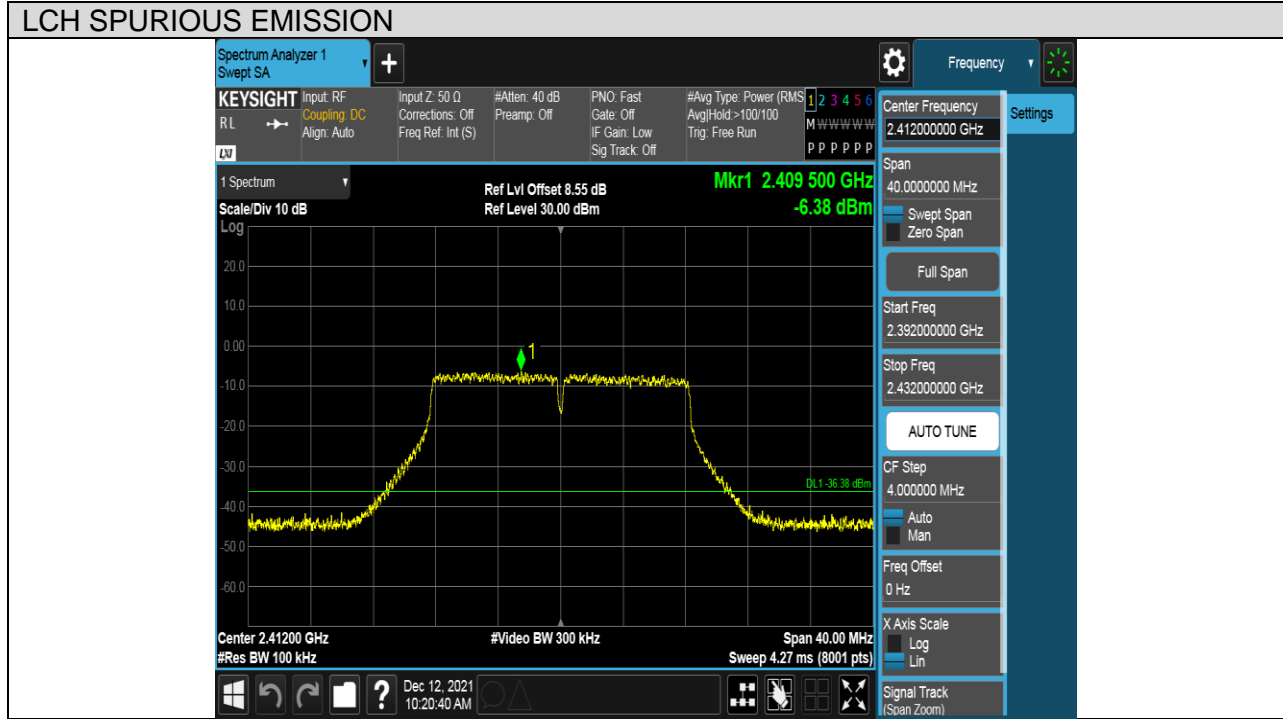 LCH SPURIOUS EMISSION
Spectrum Analyzer 1
Swept SA
Frequency
KEYSIGHT
RL
LXI
Input: RF
Coupling: DC
Align: Auto
Input Z: 50 Ω
Corrections: Off
Freq Ref: Int (S)
#Atten: 40 dB
Preamp: Off
PNO: Fast
Gate: Off
IF Gain: Low
Sig Track: Off
#Avg Type: Power (RMS
Avg|Hold:>100/100
Trig: Free Run
1 2 3 4 5 6
M W W W W W
P P P P P P
1 Spectrum
Scale/Div 10 dB
Log
Ref Lvl Offset 8.55 dB
Ref Level 30.00 dBm
Mkr1 2.409 500 GHz
-6.38 dBm
20.0
10.0
0.00
-10.0
-20.0
-30.0
-40.0
-50.0
-60.0
1
DL1 -36.38 dBm
Center 2.41200 GHz
#Res BW 100 kHz
#Video BW 300 kHz
Span 40.00 MHz
Sweep 4.27 ms (8001 pts)
Dec 12, 2021
10:20:40 AM
?
Center Frequency
2.412000000 GHz
Settings
Span
40.0000000 MHz
Swept Span
Zero Span
Full Span
Start Freq
2.392000000 GHz
Stop Freq
2.432000000 GHz
AUTO TUNE
CF Step
4.000000 MHz
Auto
Man
Freq Offset
0 Hz
X Axis Scale
Log
Lin
Signal Track
(Span Zoom)